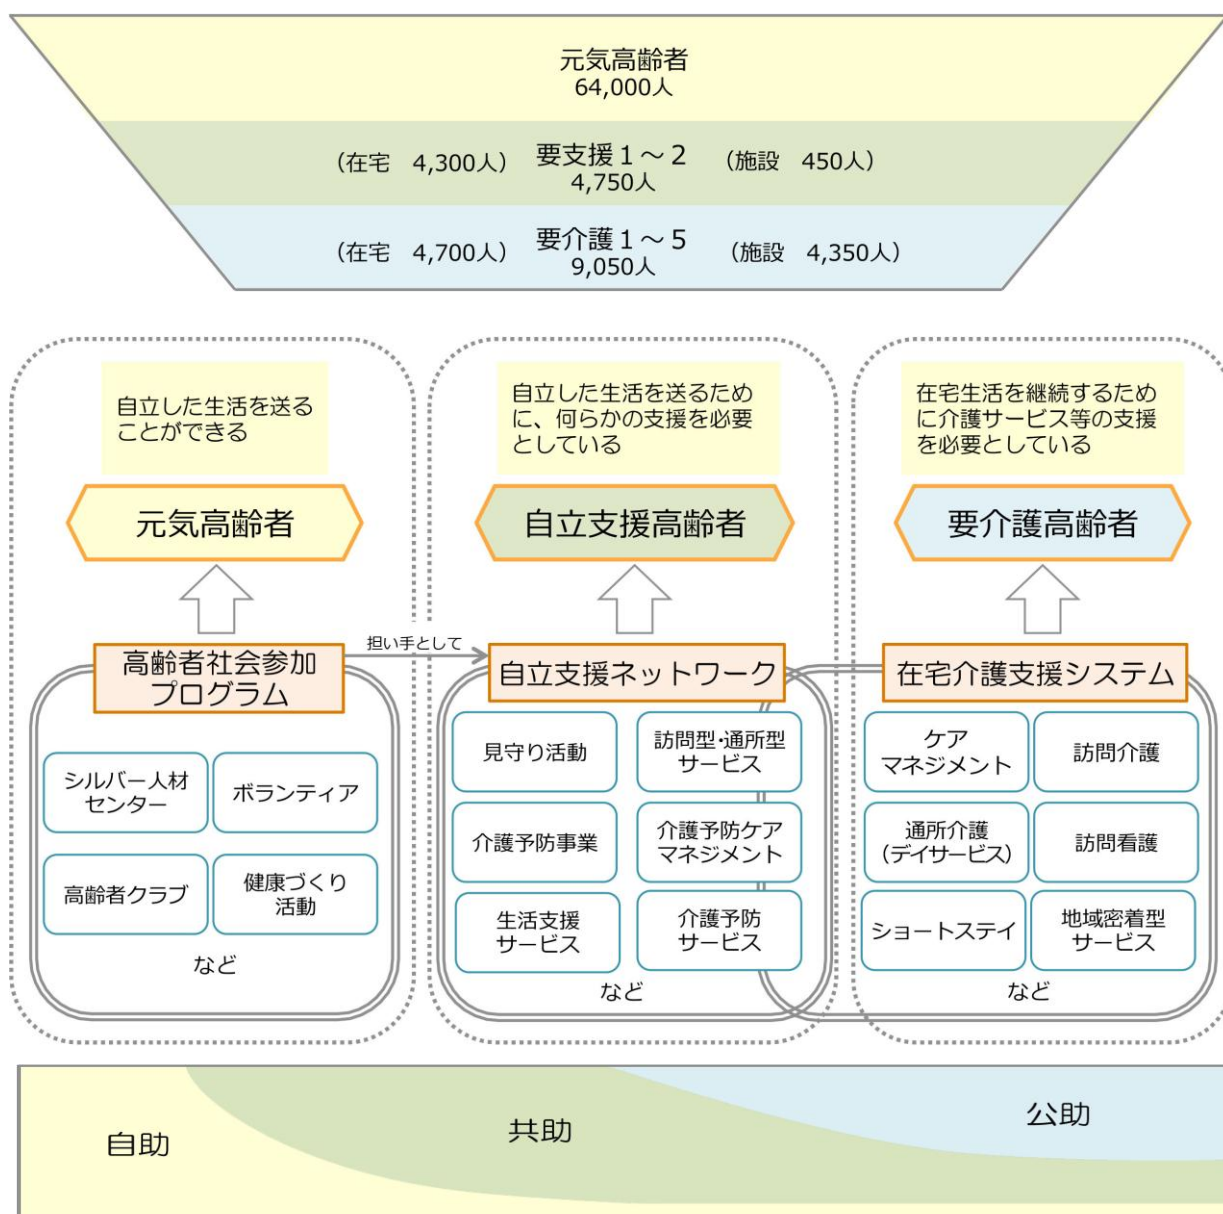 元気高齢者
64,000人
(在宅　4,300人)　要支援１～２　(施設　450人)
4,750人
(在宅　4,700人)　要介護１～５　(施設　4,350人)
9,050人
自立した生活を送る
ことができる
元気高齢者
高齢者社会参加
プログラム
シルバー人材
センター
ボランティア
高齢者クラブ
健康づくり
活動
など
担い手として
自立した生活を送るため
に、何らかの支援を必要
としている
自立支援高齢者
自立支援ネットワーク
見守り活動
訪問型・通所型
サービス
介護予防事業
介護予防ケア
マネジメント
生活支援
サービス
介護予防
サービス
など
在宅生活を継続するため
に介護サービス等の支援
を必要としている
要介護高齢者
在宅介護支援システム
ケア
マネジメント
訪問介護
通所介護
(デイサービス)
訪問看護
ショートステイ
地域密着型
サービス
など
自助
共助
公助